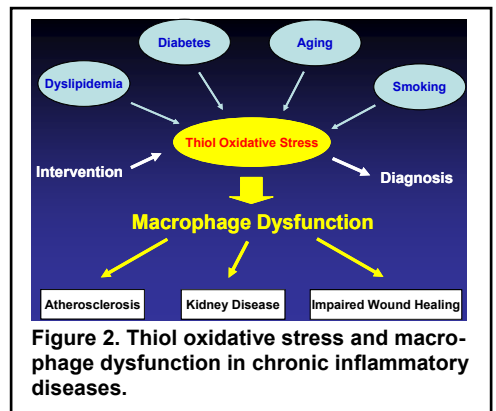 Diabetes
Aging
Dyslipidemia
Smoking
Thiol Oxidative Stress
Intervention
Diagnosis
Macrophage Dysfunction
Atherosclerosis
Kidney Disease
Impaired Wound Healing
Figure 2. Thiol oxidative stress and macro-
phage dysfunction in chronic inflammatory
diseases.